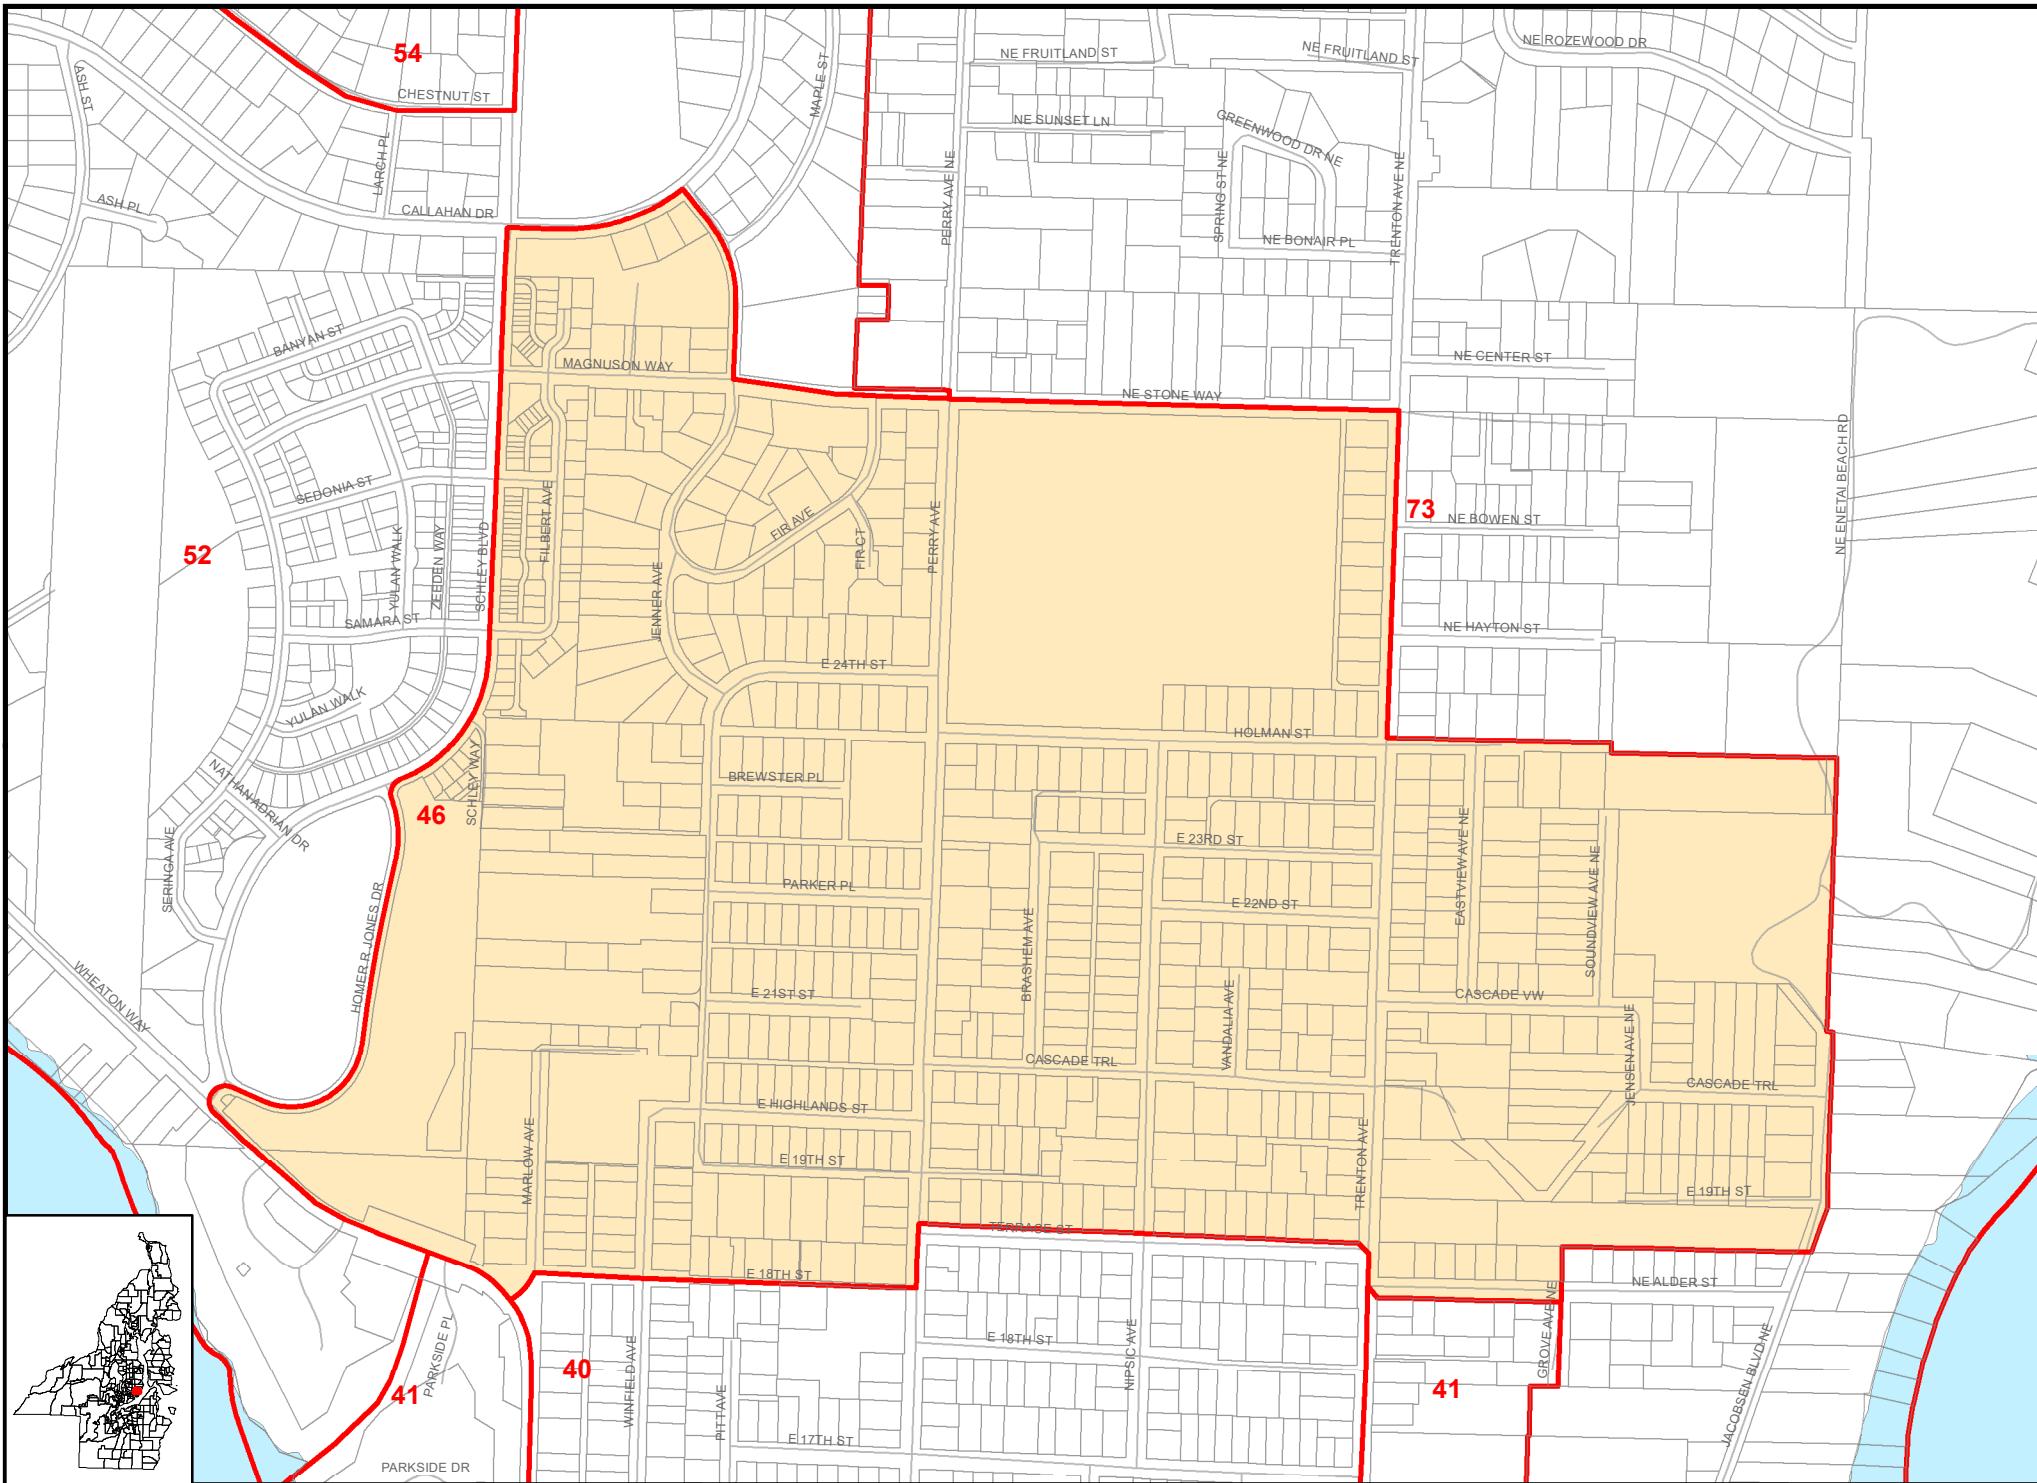 54
CHESTNUT ST
ASH ST
LARCH PL
ASH PL
CALLAHAN DR
MAPLE ST
NE FRUITLAND ST
NE FRUITLAND ST
NE ROZEWOOD DR
NE SUNSET LN
GREENWOOD DR NE
PERRY AVE NE
SPRING ST NE
TRENTON AVE NE
NE BONAIR PL
BANYAN ST
MAGNUSON WAY
NE STONE WAY
NE CENTER ST
SEDONIA ST
52
YULAN WALK
ZEEDEN WAY
SCHLEY BLVD
FILBERT AVE
FIR AVE
FIR CT
PERRY AVE
73
NE BOWEN ST
NE ENETAI BEACH RD
JENNER AVE
SAMARA ST
NE HAYTON ST
E 24TH ST
YULAN WALK
HOLMAN ST
NATHAN ADRIAN DR
SCHLEY WAY
BREWSTER PL
46
SERINGA AVE
E 23RD ST
EASTVIEW AVE NE
SOUNDVIEW AVE NE
PARKER PL
E 22ND ST
HOMER R JONES DR
BRASHEM AVE
WHEATON WAY
E 21ST ST
VANDALIA AVE
CASCADE VW
JENSEN AVE NE
CASCADE TRL
CASCADE TRL
E HIGHLANDS ST
MARLOW AVE
E 19TH ST
TRENTON AVE
E 19TH ST
TERRACE ST
E 18TH ST
NE ALDER ST
PARKSIDE PL
E 18TH ST
NIPSIC AVE
GROVE AVE NE
JACOBSEN BLVD NE
40
41
41
WINFIELD AVE
PITT AVE
E 17TH ST
PARKSIDE DR